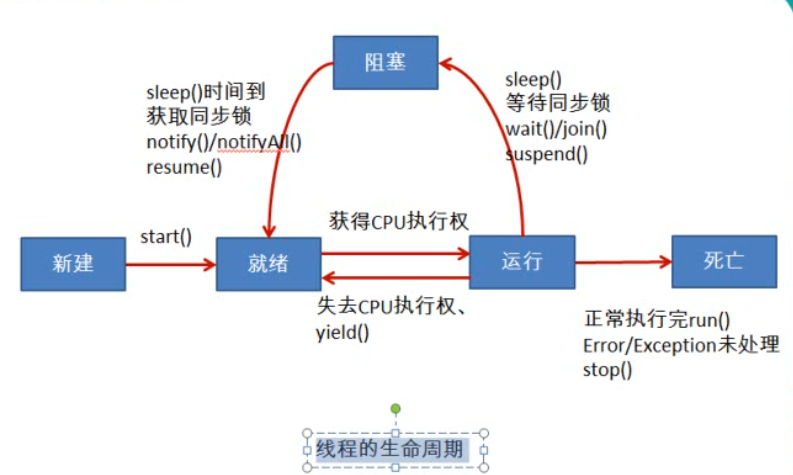 阻塞
sleep()时间到
获取同步锁
notify()/notifyAll()
resume()
sleep()
等待同步锁
wait()/join()
suspend()
start()
获得CPU执行权
新建
就绪
运行
死亡
失去CPU执行权、
yield()
正常执行完run()
Error/Exception未处理
stop()
线程的生命周期